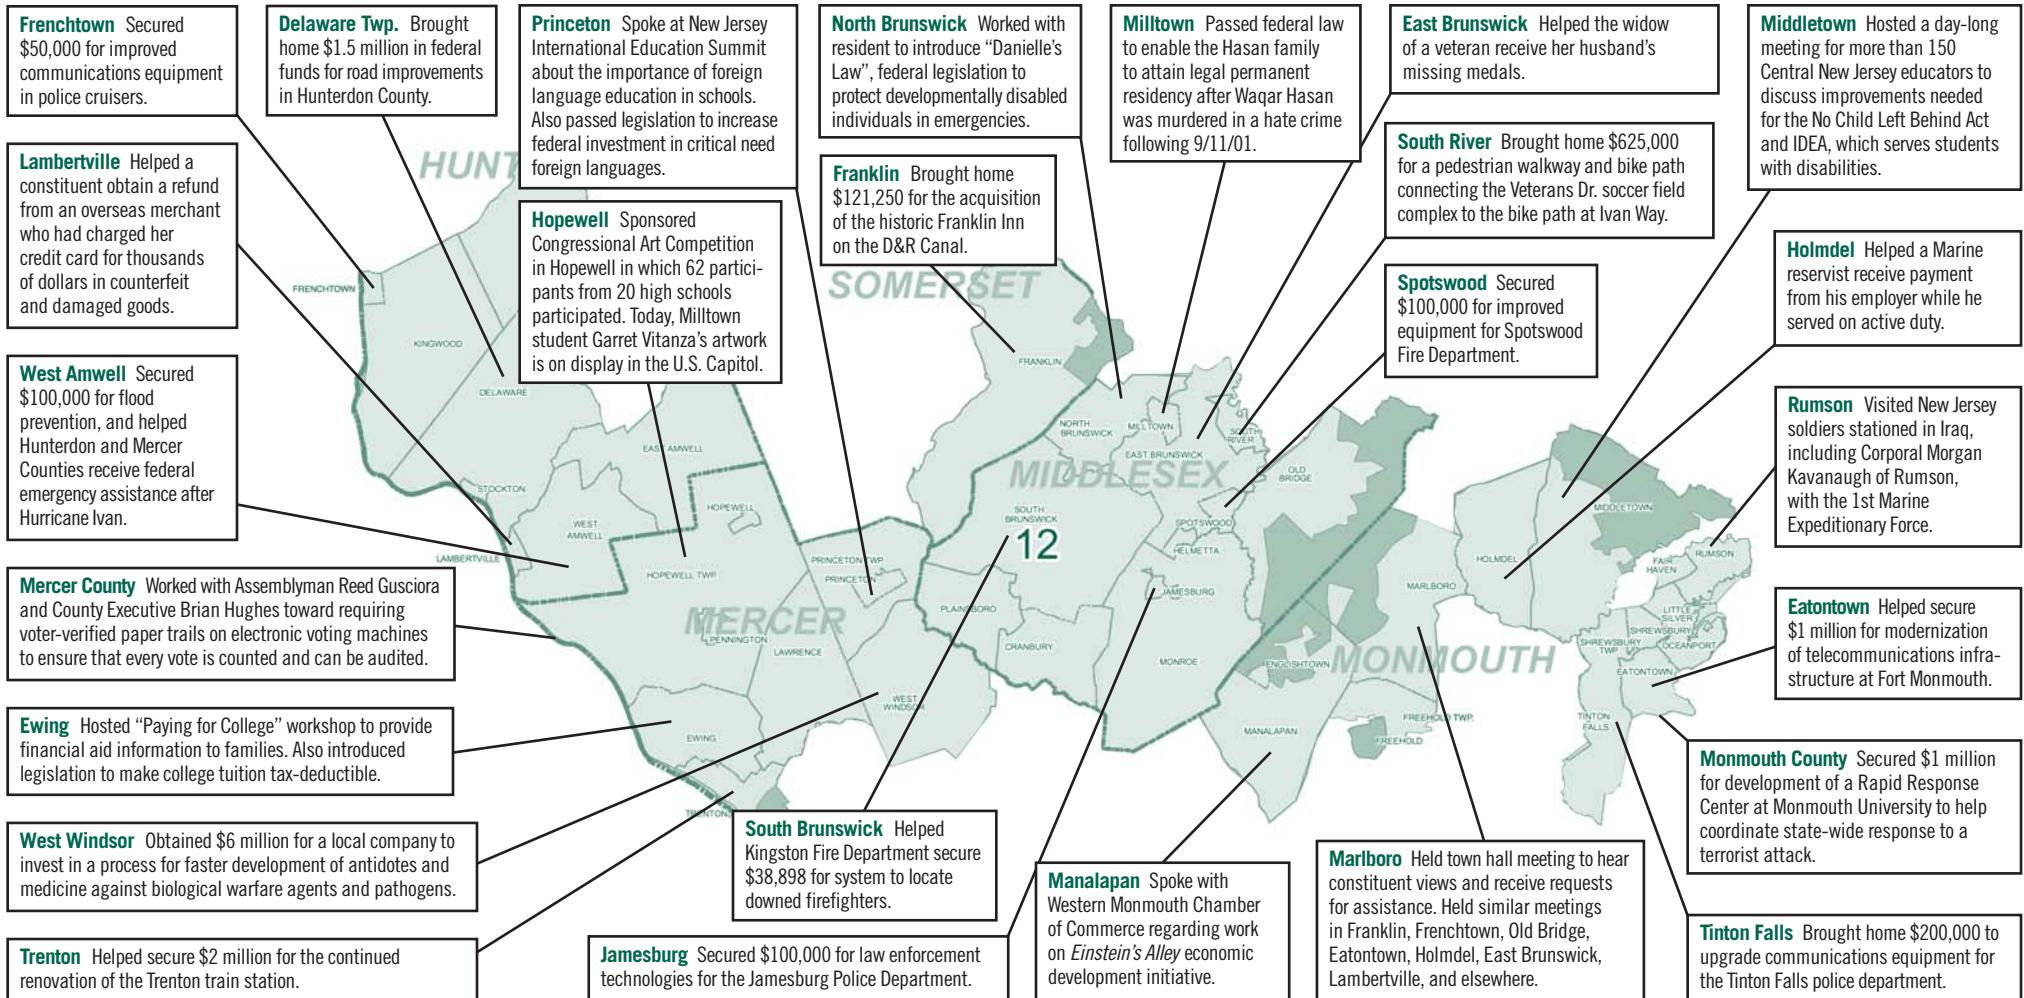 Frenchtown Secured
$50,000 for improved
communications equipment
in police cruisers.
Delaware Twp. Brought
home $1.5 million in federal
funds for road improvements
in Hunterdon County.
Princeton Spoke at New Jersey
International Education Summit
about the importance of foreign
language education in schools.
Also passed legislation to increase
federal investment in critical need
foreign languages.
North Brunswick Worked with
resident to introduce “Danielle’s
Law”, federal legislation to
protect developmentally disabled
individuals in emergencies.
Milltown Passed federal law
to enable the Hasan family
to attain legal permanent
residency after Waqar Hasan
was murdered in a hate crime
following 9/11/01.
East Brunswick Helped the widow
of a veteran receive her husband’s
missing medals.
Middletown Hosted a day-long
meeting for more than 150
Central New Jersey educators to
discuss improvements needed
for the No Child Left Behind Act
and IDEA, which serves students
with disabilities.
Lambertville Helped a
constituent obtain a refund
from an overseas merchant
who had charged her
credit card for thousands
of dollars in counterfeit
and damaged goods.
HUNT
Hopewell Sponsored
Congressional Art Competition
in Hopewell in which 62 partici-
pants from 20 high schools
participated. Today, Milltown
student Garret Vitanza’s artwork
is on display in the U.S. Capitol.
Franklin Brought home
$121,250 for the acquisition
of the historic Franklin Inn
on the D&R Canal.
South River Brought home $625,000
for a pedestrian walkway and bike path
connecting the Veterans Dr. soccer field
complex to the bike path at Ivan Way.
Holmdel Helped a Marine
reservist receive payment
from his employer while he
served on active duty.
Spotswood Secured
$100,000 for improved
equipment for Spotswood
Fire Department.
West Amwell Secured
$100,000 for flood
prevention, and helped
Hunterdon and Mercer
Counties receive federal
emergency assistance after
Hurricane Ivan.
Rumson Visited New Jersey
soldiers stationed in Iraq,
including Corporal Morgan
Kavanaugh of Rumson,
with the 1st Marine
Expeditionary Force.
SOMERSET
FRENCHTOWN
KINGWOOD
DELAWARE
FRANKLIN
EAST AMWELL
STOCKTON
WEST
AMWELL
LAMBERTVILLE
HOPEWELL
HOPEWELL TWP.
PRINCETON TWP
PRINCETON
NORTH
BRUNSWICK
MILLTOWN
SOUTH
RIVER
EAST BRUNSWICK
MIDDLESEX
OLD
BRIDGE
SOUTH
BRUNSWICK
12
SPOTSWOOD
HELMETTA
JAMESBURG
MIDDLETOWN
HOLMDEL
MARLBORO
RUMSON
FAIR
HAVEN
LITTLE
SILVER
SHREWSBURY
SHREWSBURY
TWP
OCEANPORT
EATONTOWN
MERCER
PENNINGTON
LAWRENCE
PLAINSBORO
CRANBURY
MONROE
ENGLISHTOWN
MONMOUTH
WEST
WINDSOR
EWING
TRENTON
MANALAPAN
FREEHOLD TWP.
FREEHOLD
TINTON
FALLS
Mercer County Worked with Assemblyman Reed Gusciora
and County Executive Brian Hughes toward requiring
voter-verified paper trails on electronic voting machines
to ensure that every vote is counted and can be audited.
Eatontown Helped secure
$1 million for modernization
of telecommunications infra-
structure at Fort Monmouth.
Ewing Hosted “Paying for College” workshop to provide
financial aid information to families. Also introduced
legislation to make college tuition tax-deductible.
Monmouth County Secured $1 million
for development of a Rapid Response
Center at Monmouth University to help
coordinate state-wide response to a
terrorist attack.
West Windsor Obtained $6 million for a local company to
invest in a process for faster development of antidotes and
medicine against biological warfare agents and pathogens.
South Brunswick Helped
Kingston Fire Department secure
$38,898 for system to locate
downed firefighters.
Manalapan Spoke with
Western Monmouth Chamber
of Commerce regarding work
on Einstein’s Alley economic
development initiative.
Marlboro Held town hall meeting to hear
constituent views and receive requests
for assistance. Held similar meetings
in Franklin, Frenchtown, Old Bridge,
Eatontown, Holmdel, East Brunswick,
Lambertville, and elsewhere.
Trenton Helped secure $2 million for the continued
renovation of the Trenton train station.
Jamesburg Secured $100,000 for law enforcement
technologies for the Jamesburg Police Department.
Tinton Falls Brought home $200,000 to
upgrade communications equipment for
the Tinton Falls police department.